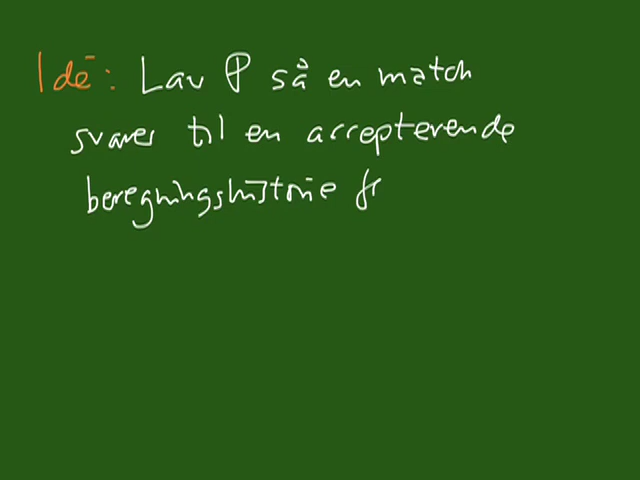 Idé: Lav P så en match
svarer til en accepterende
beregningshistorie fr